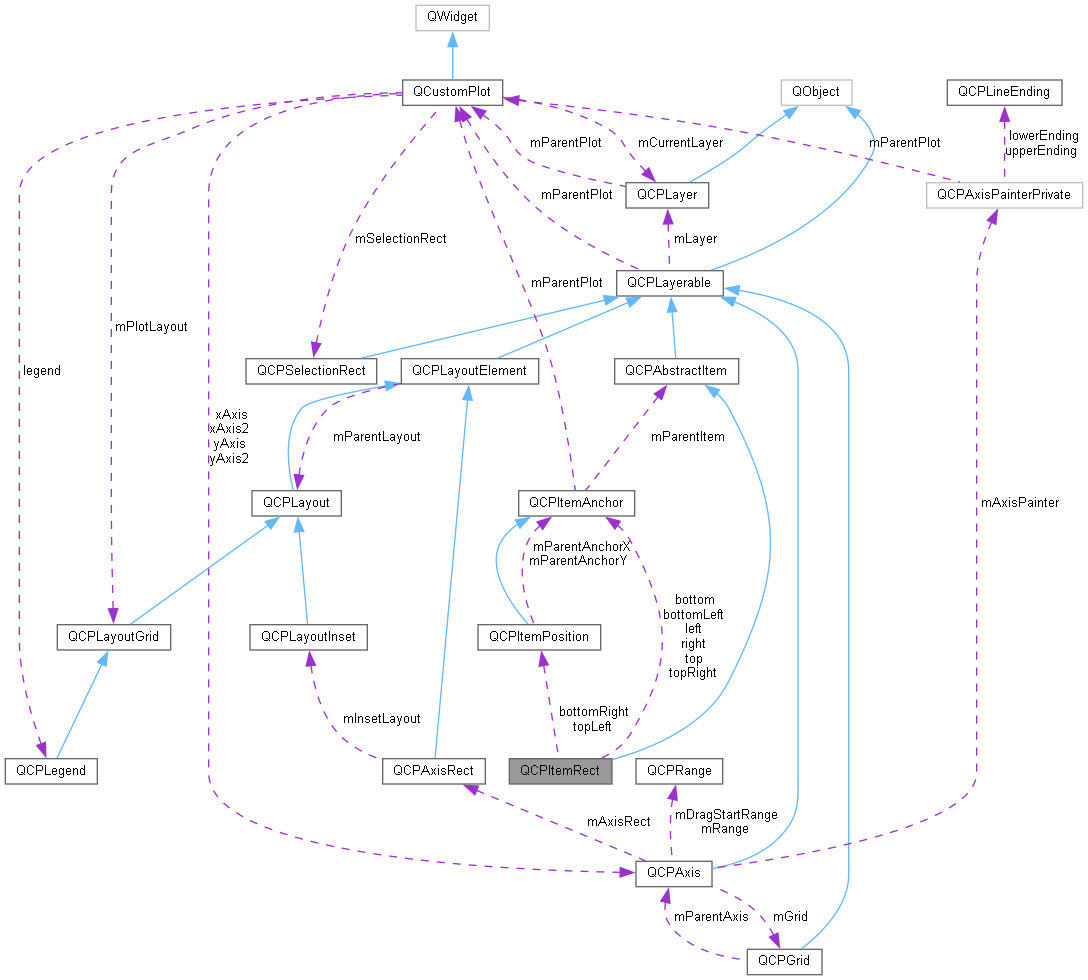 QWidget
QCustomPlot
QObject
QCPLineEnding
mParentPlot
mCurrentLayer
mParentPlot
lowerEnding
upperEnding
mParentPlot
QCPLayer
QCPAxisPainterPrivate
mSelectionRect
mLayer
mParentPlot
QCPLayerable
mPlotLayout
legend
QCPSelectionRect
QCPLayoutElement
QCPAbstractItem
xAxis
xAxis2
yAxis
yAxis2
mParentLayout
mParentItem
QCPLayout
QCPItemAnchor
mAxisPainter
mParentAnchorX
mParentAnchorY
bottom
bottomLeft
left
right
top
topRight
QCPLayoutGrid
QCPLayoutInset
QCPItemPosition
mInsetLayout
bottomRight
topLeft
QCPLegend
QCPAxisRect
QCPItemRect
QCPRange
mAxisRect
mDragStartRange
mRange
QCPAxis
mParentAxis
mGrid
QCPGrid